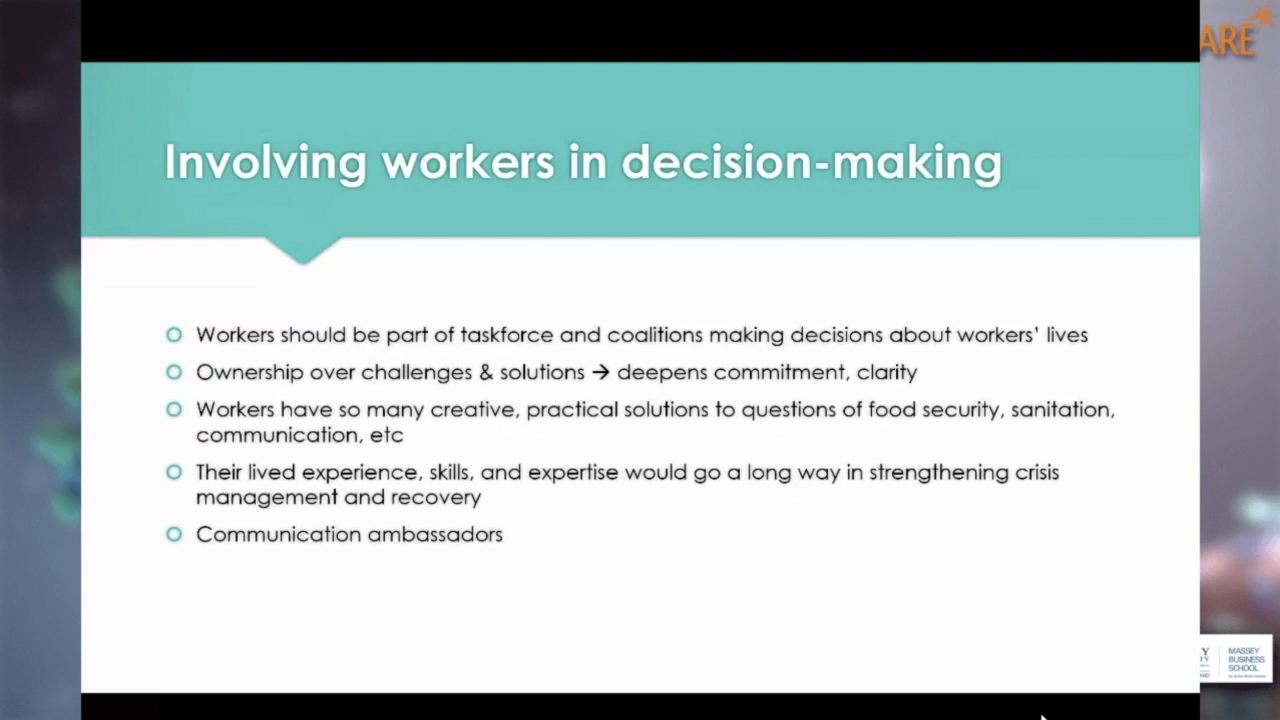 ARE
Involving workers in decision-making
Workers should be part of taskforce and coalitions making decisions about workers' lives
Ownership over challenges & solutions → deepens commitment, clarity
Workers have so many creative, practical solutions to questions of food security, sanitation,
communication, etc
Their lived experience, skills, and expertise would go a long way in strengthening crisis
management and recovery
Communication ambassadors
MASSEY
BUSINESS
SCHOOL